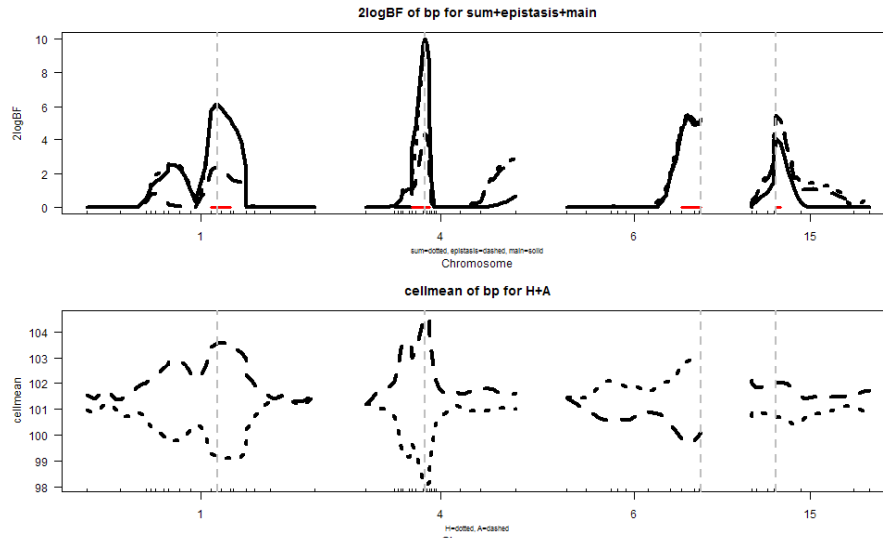 2logBF of bp for sum+epistasis+main
10
8
6
4
2
0
2logBF
1 4 6 15
sum=dotted, epistasis=dashed, main=solid
Chromosome
cellmean of bp for H+A
104
103
102
101
100
99
98
cellmean
1 4 6 15
H=dotted, A=dashed